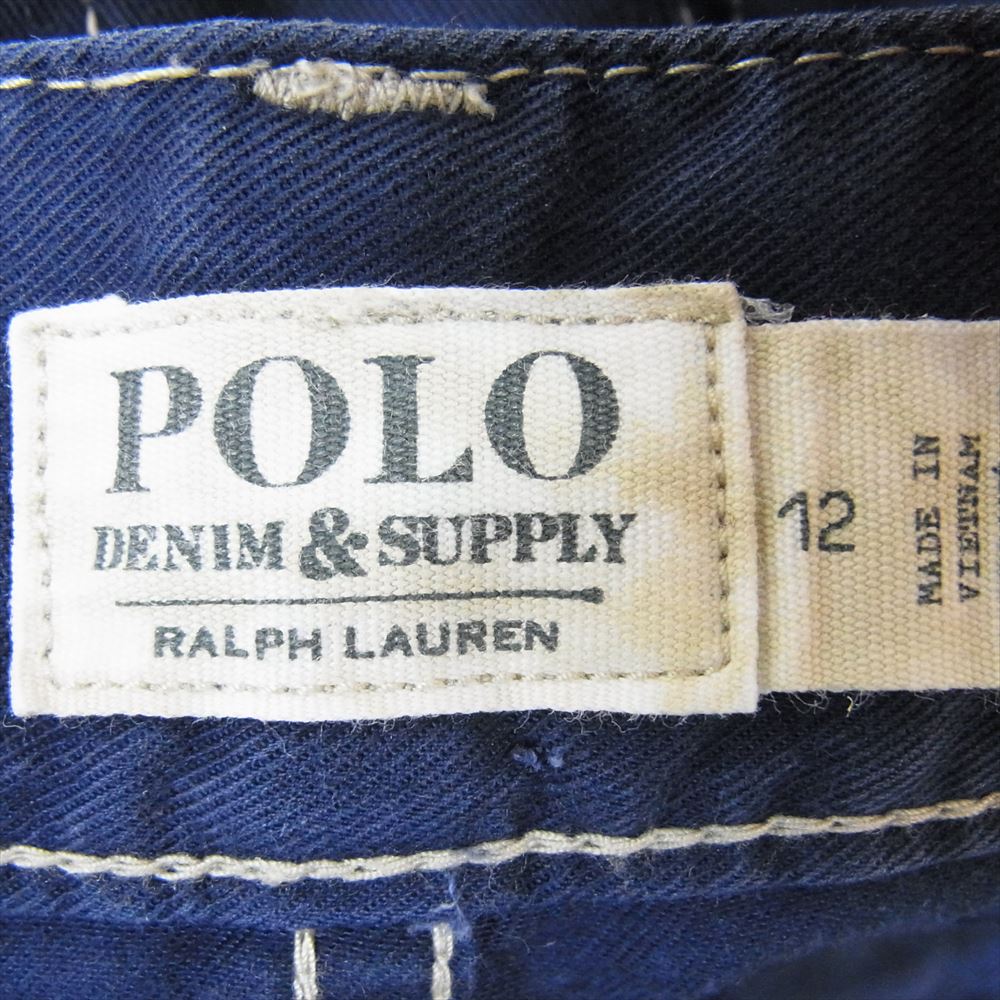 POLO
DENIM & SUPPLY
RALPH LAUREN
12
MADE IN
VIETNAM